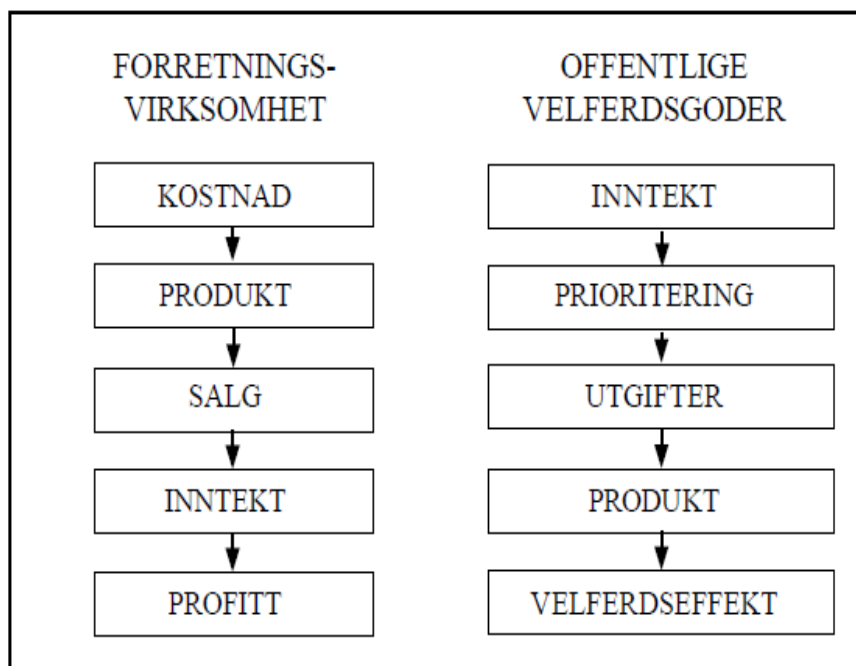 FORRETNINGS-
VIRKSOMHET
KOSTNAD
PRODUKT
SALG
INNTEKT
PROFITT
OFFENTLIGE
VELFERDSGODER
INNTEKT
PRIORITERING
UTGIFTER
PRODUKT
VELFERDSEFFEKT